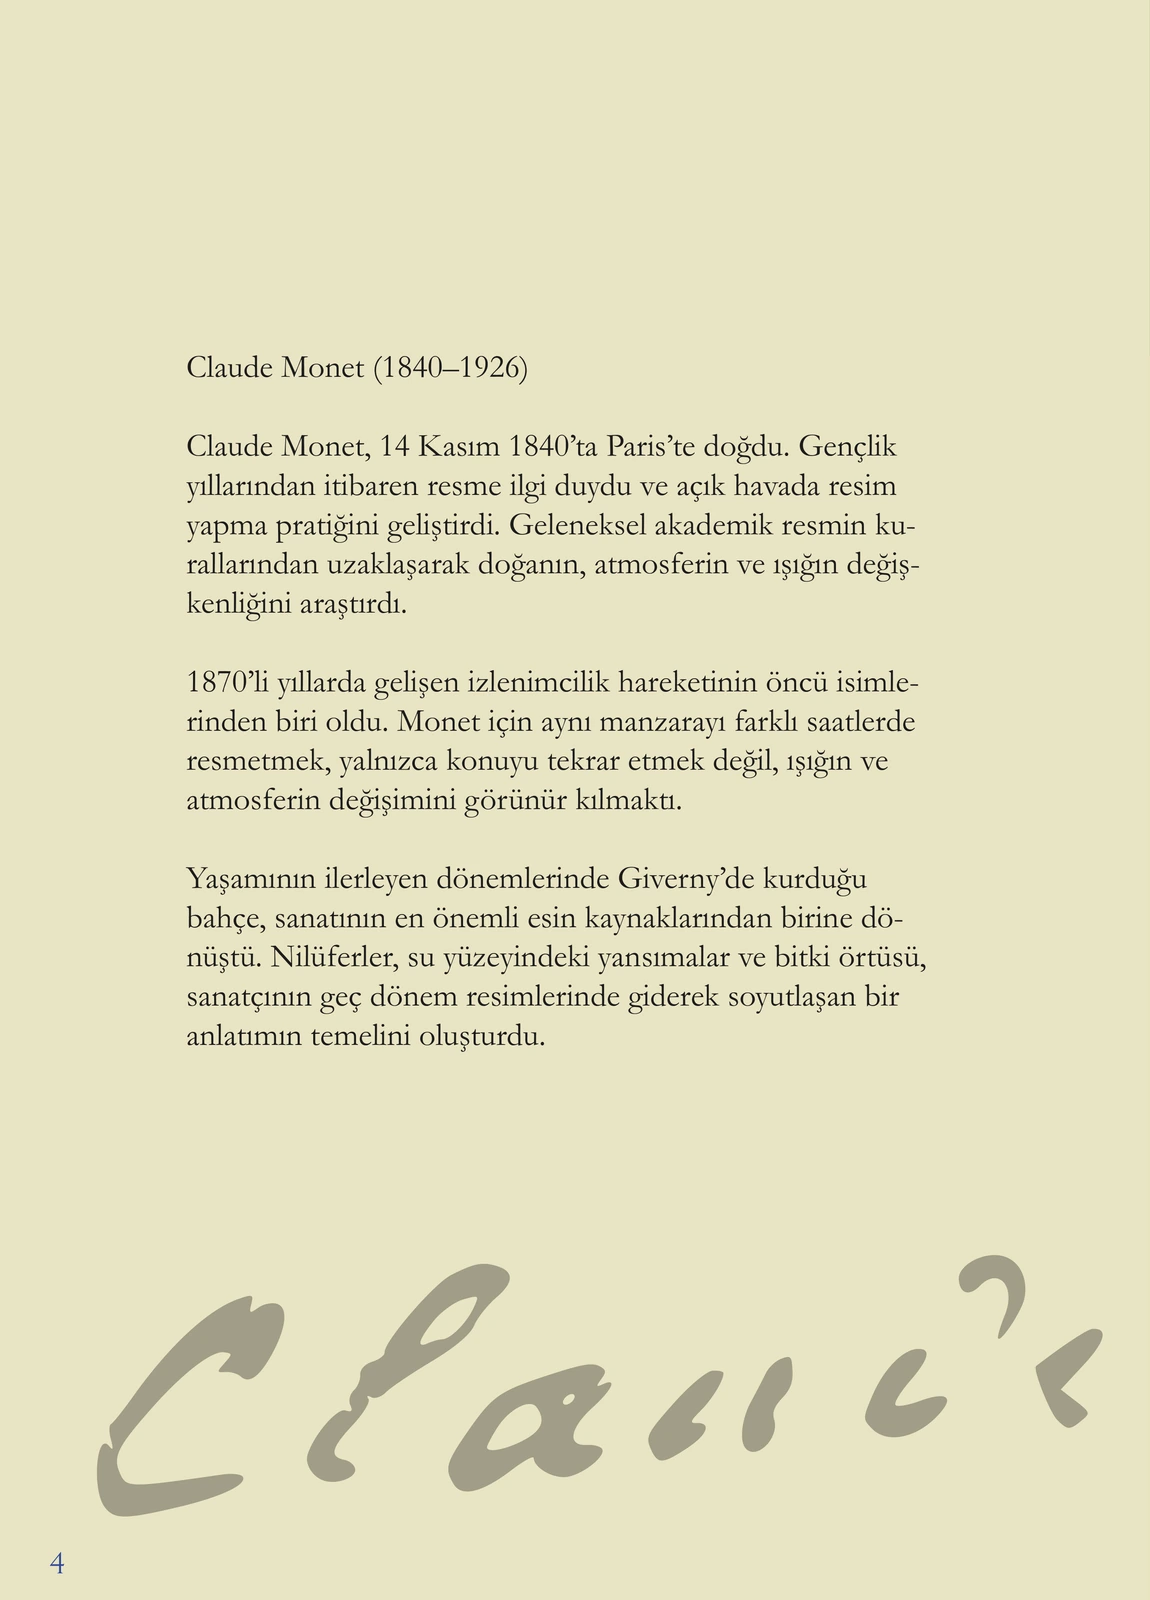 Claude Monet (1840–1926)
Claude Monet, 14 Kasım 1840’ta Paris’te doğdu. Gençlik
yıllarından itibaren resme ilgi duydu ve açık havada resim
yapma pratiğini geliştirdi. Geleneksel akademik resmin ku-
rallarından uzaklaşarak doğanın, atmosferin ve ışığın değiş-
kenliğini araştırdı.
1870’li yıllarda gelişen izlenimcilik hareketinin öncü isimle-
rinden biri oldu. Monet için aynı manzarayı farklı saatlerde
resmetmek, yalnızca konuyu tekrar etmek değil, ışığın ve
atmosferin değişimini görünür kılmaktı.
Yaşamının ilerleyen dönemlerinde Giverny’de kurduğu
bahçe, sanatının en önemli esin kaynaklarından birine dö-
nüştü. Nilüferler, su yüzeyindeki yansımalar ve bitki örtüsü,
sanatçının geç dönem resimlerinde giderek soyutlaşan bir
anlatımın temelini oluşturdu.
Claude
4